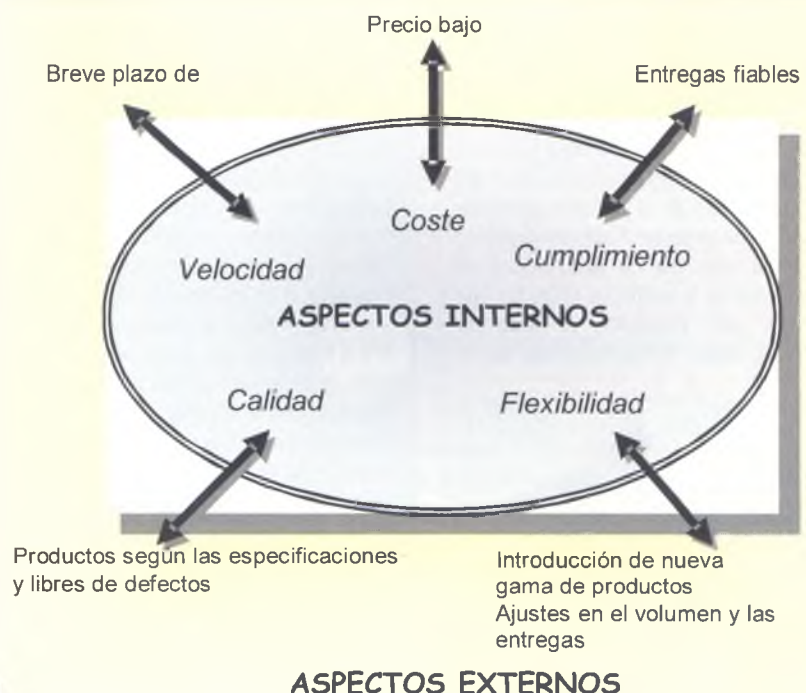 Precio bajo
Breve plazo de
Entregas fiables
Coste
Velocidad
Cumplimiento
ASPECTOS INTERNOS
Calidad
Flexibilidad
Productos según las especificaciones
y libres de defectos
Introducción de nueva
gama de productos
Ajustes en el volumen y las
entregas
ASPECTOS EXTERNOS